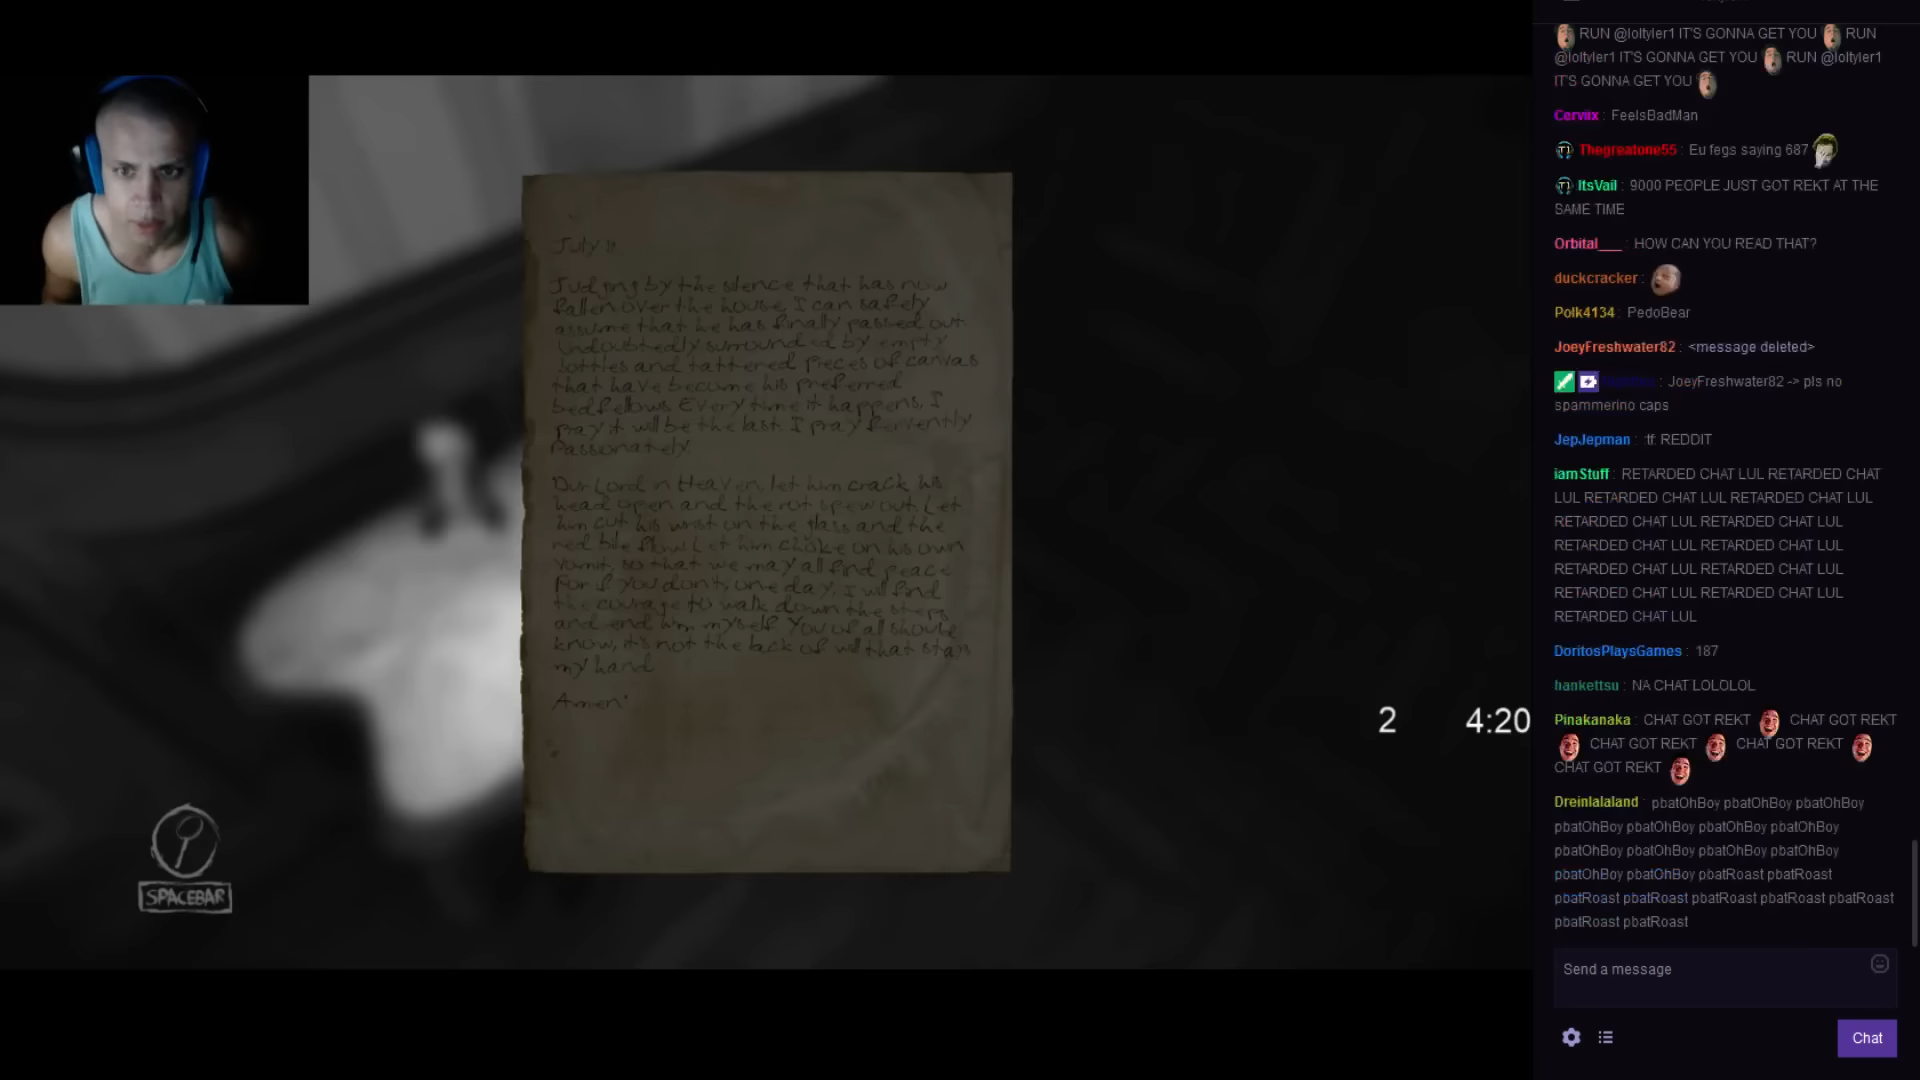 July 11
Judging by the silence that has now
fallen over the house, I can safely
assume that he has finally passed out.
Undoubtedly surrounded by empty
bottles and tattered pieces of canvas
that have become his preferred
bedfellows. Every time it happens, I
pray it will be the last. I pray fervently
Passionately.
Our Lord in Heaven, let him crack his
head open and the rot spew out. Let
him cut his wrist on the glass and the
red bile flow. Let him choke on his own
vomit, so that we may all find peace
For if you don't, one day, I will find
the courage to walk down the steps
and end him myself. You of all should
know, it's not the lack of will that stays
my hand
Amen
SPACEBAR
2 4:20
RUN @loltyler1 IT'S GONNA GET YOU RUN
@loltyler1 IT'S GONNA GET YOU RUN @loltyler1
IT'S GONNA GET YOU
Cerviix : FeelsBadMan
T1 Thegreatone55 : Eu fegs saying 687
T1 ItsVail : 9000 PEOPLE JUST GOT REKT AT THE
SAME TIME
Orbital___ : HOW CAN YOU READ THAT?
duckcracker :
Polk4134 : PedoBear
JoeyFreshwater82 : <message deleted>
: JoeyFreshwater82 -> pls no
spammerino caps
JepJepman : tf: REDDIT
iamStuff : RETARDED CHAT LUL RETARDED CHAT
LUL RETARDED CHAT LUL RETARDED CHAT LUL
RETARDED CHAT LUL RETARDED CHAT LUL
RETARDED CHAT LUL RETARDED CHAT LUL
RETARDED CHAT LUL RETARDED CHAT LUL
RETARDED CHAT LUL RETARDED CHAT LUL
RETARDED CHAT LUL
DoritosPlaysGames : 187
hankettsu : NA CHAT LOLOLOL
Pinakanaka : CHAT GOT REKT CHAT GOT REKT
CHAT GOT REKT CHAT GOT REKT
CHAT GOT REKT
Dreinlalaland : pbatOhBoy pbatOhBoy pbatOhBoy
pbatOhBoy pbatOhBoy pbatOhBoy pbatOhBoy
pbatOhBoy pbatOhBoy pbatOhBoy pbatOhBoy
pbatOhBoy pbatOhBoy pbatRoast pbatRoast
pbatRoast pbatRoast pbatRoast pbatRoast pbatRoast
pbatRoast pbatRoast
Send a message
Chat